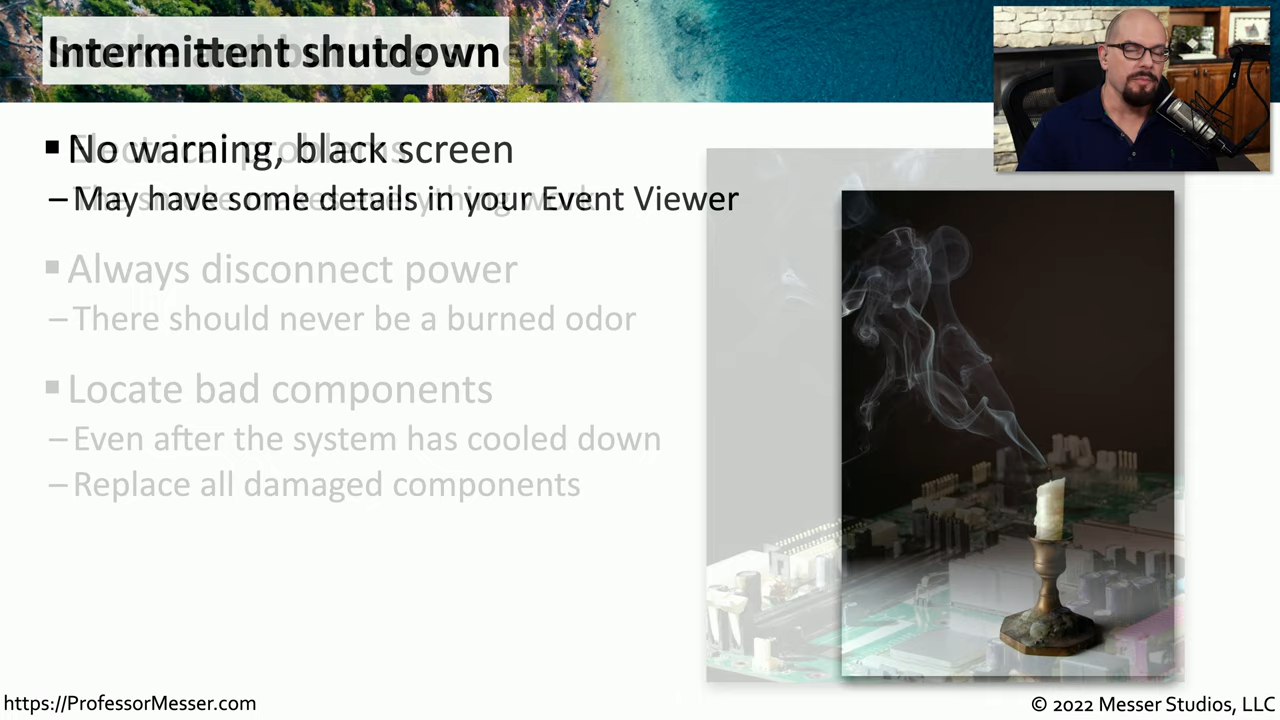 Intermittent shutdown
▪ No warning, black screen
– May have some details in your Event Viewer
▪ Always disconnect power
– There should never be a burned odor
▪ Locate bad components
– Even after the system has cooled down
– Replace all damaged components
https://ProfessorMesser.com
© 2022 Messer Studios, LLC